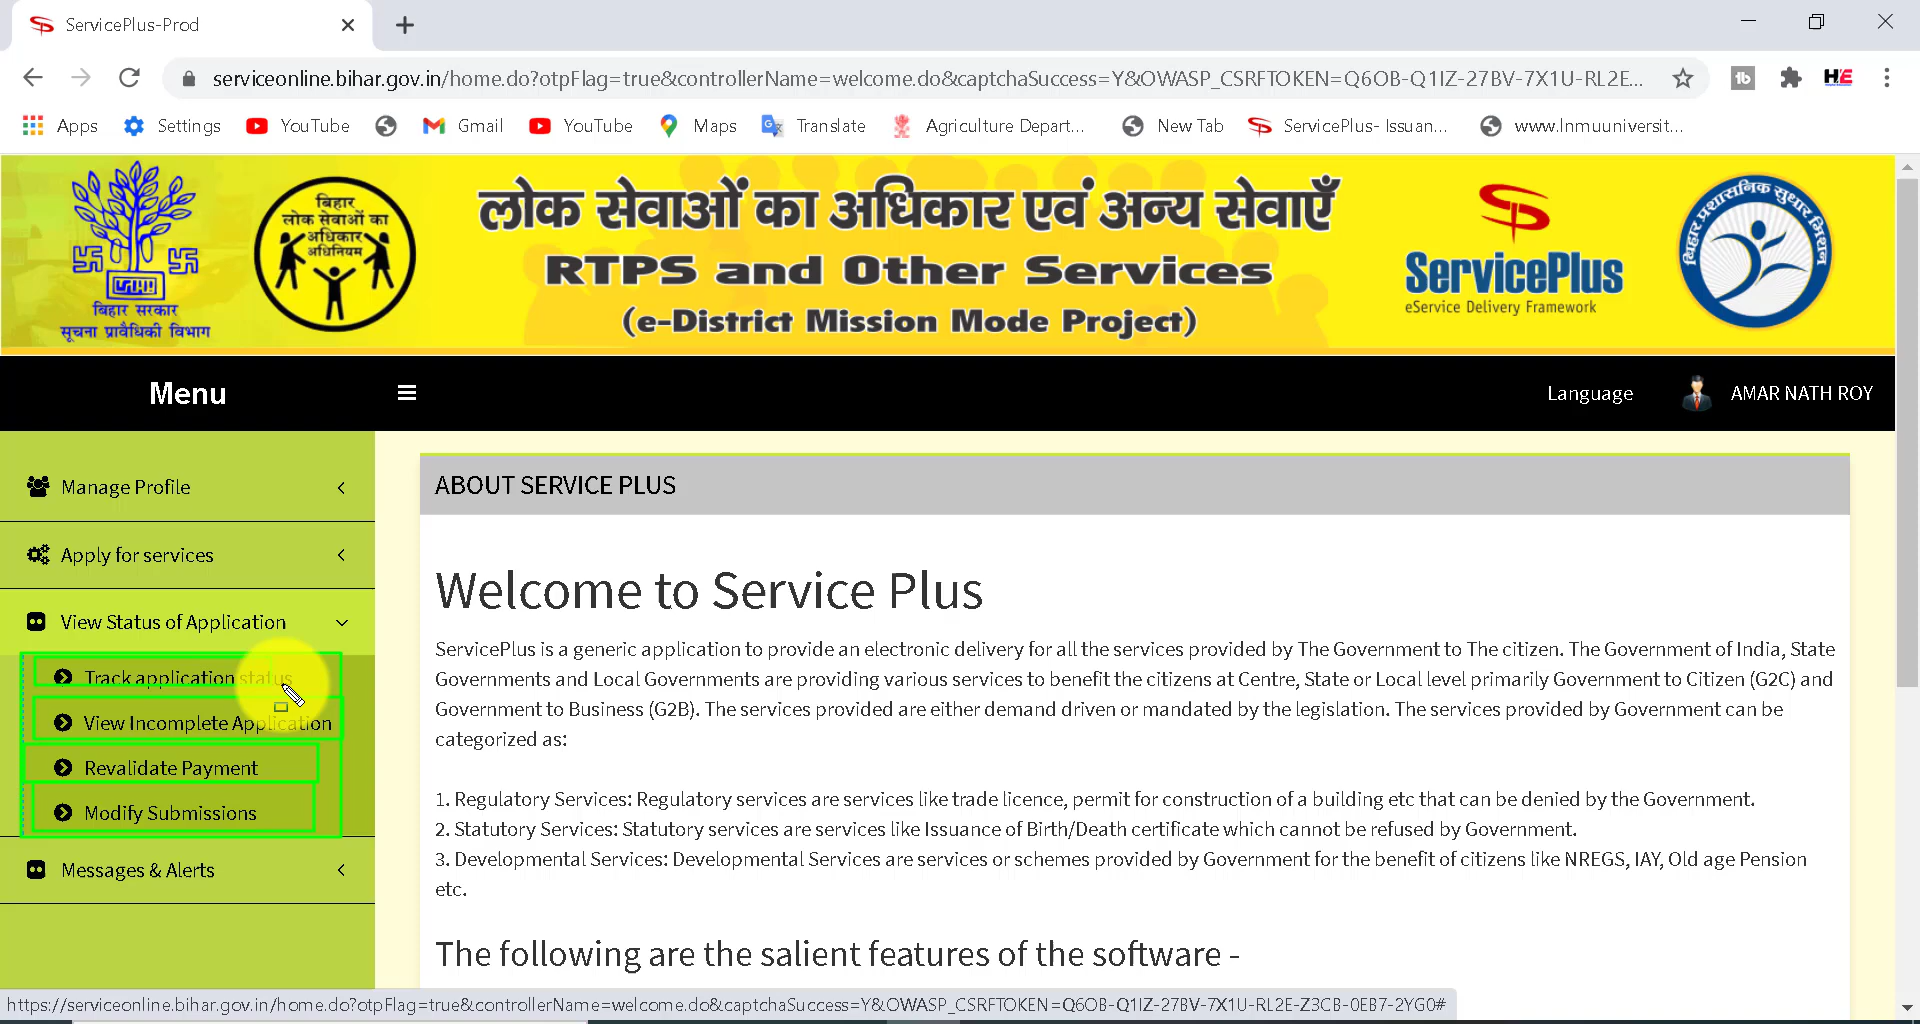 ServicePlus-Prod
serviceonline.bihar.gov.in/home.do?otpFlag=true&controllerName=welcome.do&captchaSuccess=Y&OWASP_CSRFTOKEN=Q6OB-Q1IZ-27BV-7X1U-RL2E...
Apps Settings YouTube Gmail YouTube Maps Translate Agriculture Depart... New Tab ServicePlus- Issuan... www.lnmuuniversit...
बिहार सरकार
सूचना प्रावैधिकी विभाग
बिहार
लोक सेवाओं का
अधिकार
अधिनियम
लोक सेवाओं का अधिकार एवं अन्य सेवाएँ
RTPS and Other Services
(e-District Mission Mode Project)
ServicePlus
eService Delivery Framework
बिहार प्रशासनिक सुधार मिशन
Menu
Language
AMAR NATH ROY
Manage Profile
Apply for services
View Status of Application
Track application status
View Incomplete Application
Revalidate Payment
Modify Submissions
Messages & Alerts
ABOUT SERVICE PLUS
Welcome to Service Plus
ServicePlus is a generic application to provide an electronic delivery for all the services provided by The Government to The citizen. The Government of India, State
Governments and Local Governments are providing various services to benefit the citizens at Centre, State or Local level primarily Government to Citizen (G2C) and
Government to Business (G2B). The services provided are either demand driven or mandated by the legislation. The services provided by Government can be
categorized as:
1. Regulatory Services: Regulatory services are services like trade licence, permit for construction of a building etc that can be denied by the Government.
2. Statutory Services: Statutory services are services like Issuance of Birth/Death certificate which cannot be refused by Government.
3. Developmental Services: Developmental Services are services or schemes provided by Government for the benefit of citizens like NREGS, IAY, Old age Pension
etc.
The following are the salient features of the software -
https://serviceonline.bihar.gov.in/home.do?otpFlag=true&controllerName=welcome.do&captchaSuccess=Y&OWASP_CSRFTOKEN=Q6OB-Q1IZ-27BV-7X1U-RL2E-Z3CB-0EB7-2YG0#